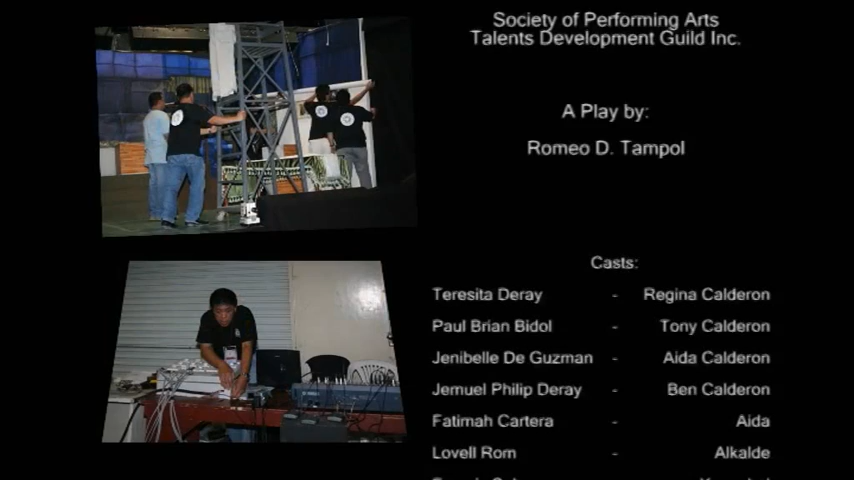 Society of Performing Arts
Talents Development Guild Inc.
A Play by:
Romeo D. Tampol
Casts:
Teresita Deray - Regina Calderon
Paul Brian Bidol - Tony Calderon
Jenibelle De Guzman - Aida Calderon
Jemuel Philip Deray - Ben Calderon
Fatimah Cartera - Aida
Lovell Rom - Alkalde